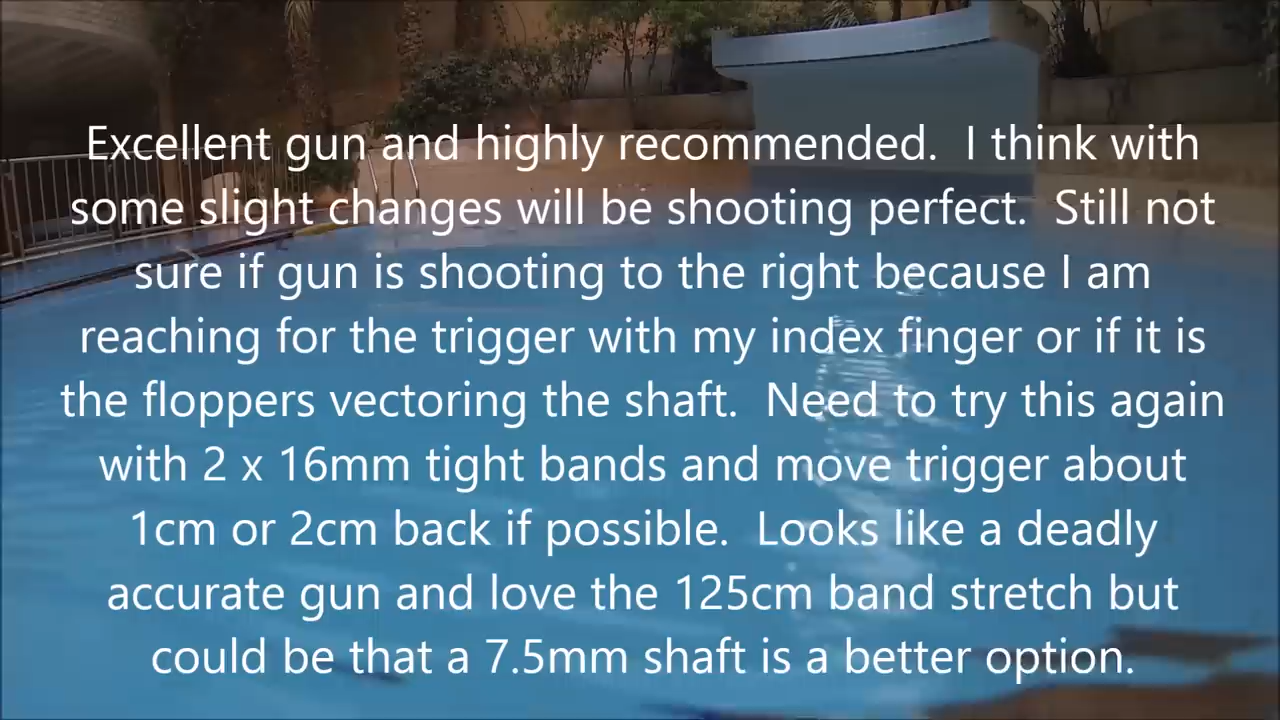 Excellent gun and highly recommended.  I think with
some slight changes will be shooting perfect.  Still not
sure if gun is shooting to the right because I am
reaching for the trigger with my index finger or if it is
the floppers vectoring the shaft.  Need to try this again
with 2 x 16mm tight bands and move trigger about
1cm or 2cm back if possible.  Looks like a deadly
accurate gun and love the 125cm band stretch but
could be that a 7.5mm shaft is a better option.